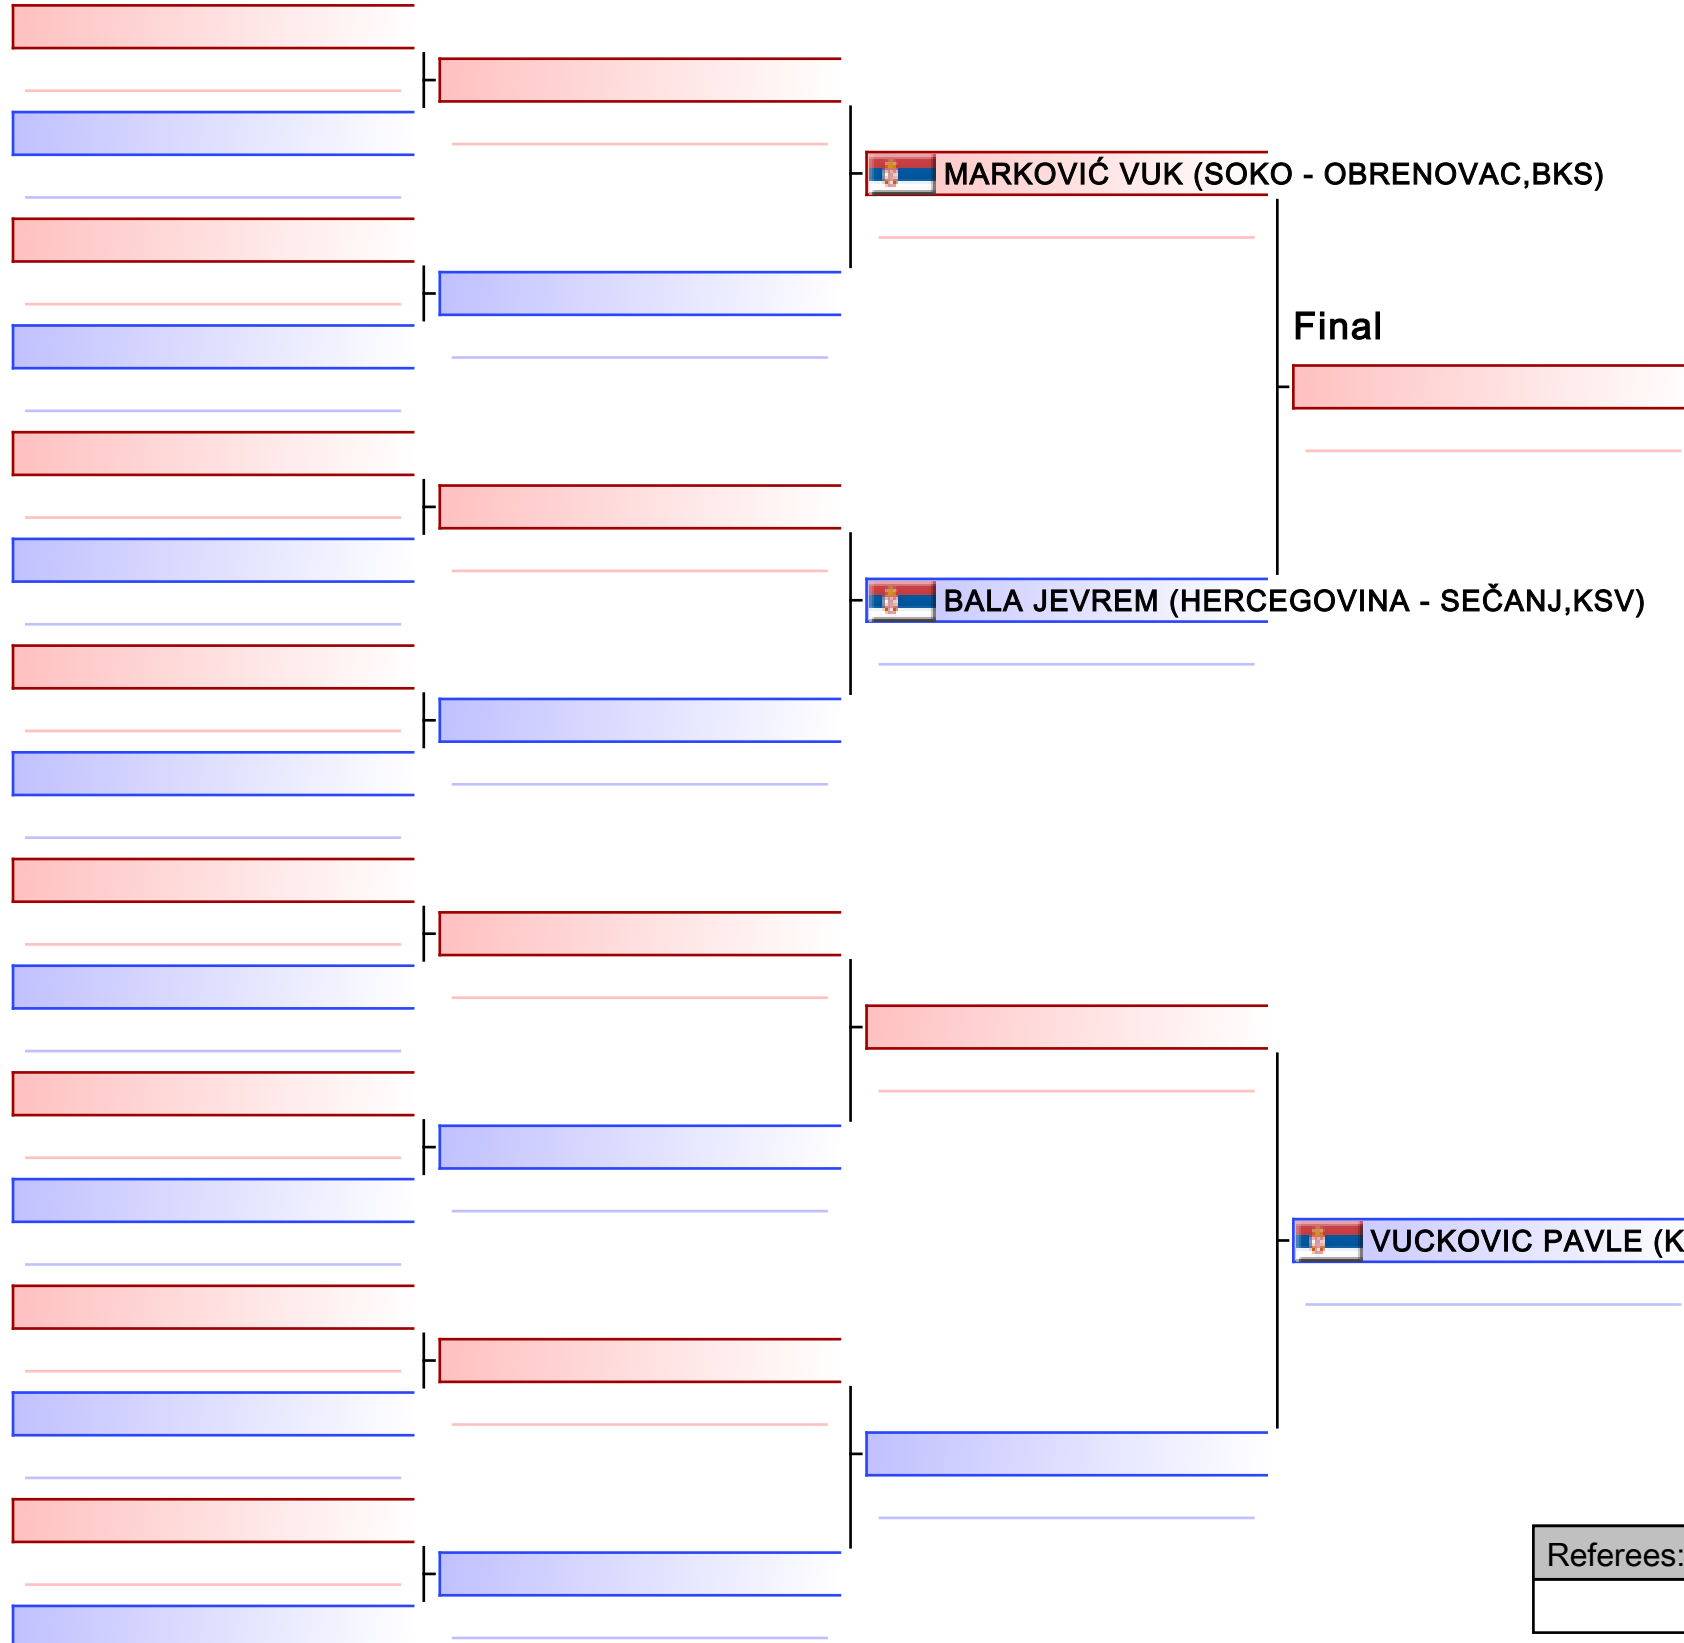 MARKOVIĆ VUK (SOKO - OBRENOVAC,BKS)
Final
BALA JEVREM (HERCEGOVINA - SEČANJ,KSV)
VUCKOVIC PAVLE (K
Referees: